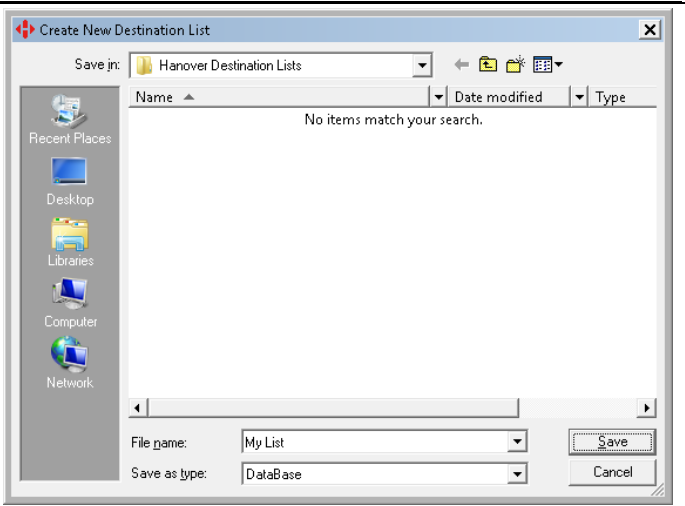 Create New Destination List
Save in: Hanover Destination Lists
Name Date modified Type
No items match your search.
Recent Places
Desktop
Libraries
Computer
Network
File name: My List Save
Save as type: DataBase Cancel